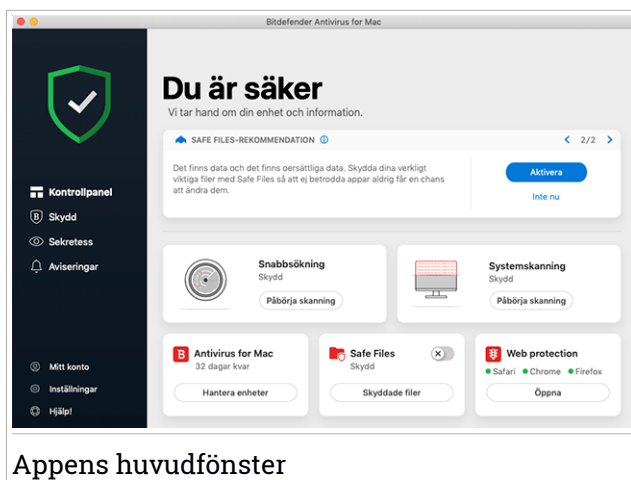 Bitdefender Antivirus for Mac
Du är säker
Vi tar hand om din enhet och information.
SAFE FILES-REKOMMENDATION
2/2
Det finns data och det finns oersättliga data. Skydda dina verkligt
viktiga filer med Safe Files så att ej betrodda appar aldrig får en chans
att ändra dem.
Aktivera
Inte nu
Kontrollpanel
B Skydd
Sekretess
Aviseringar
Mitt konto
Inställningar
Hjälp!
Snabbsökning
Skydd
Påbörja skanning
Systemskanning
Skydd
Påbörja skanning
B Antivirus for Mac
32 dagar kvar
Hantera enheter
Safe Files
Skydd
Skyddade filer
Web protection
Safari Chrome Firefox
Öppna
Appens huvudfönster